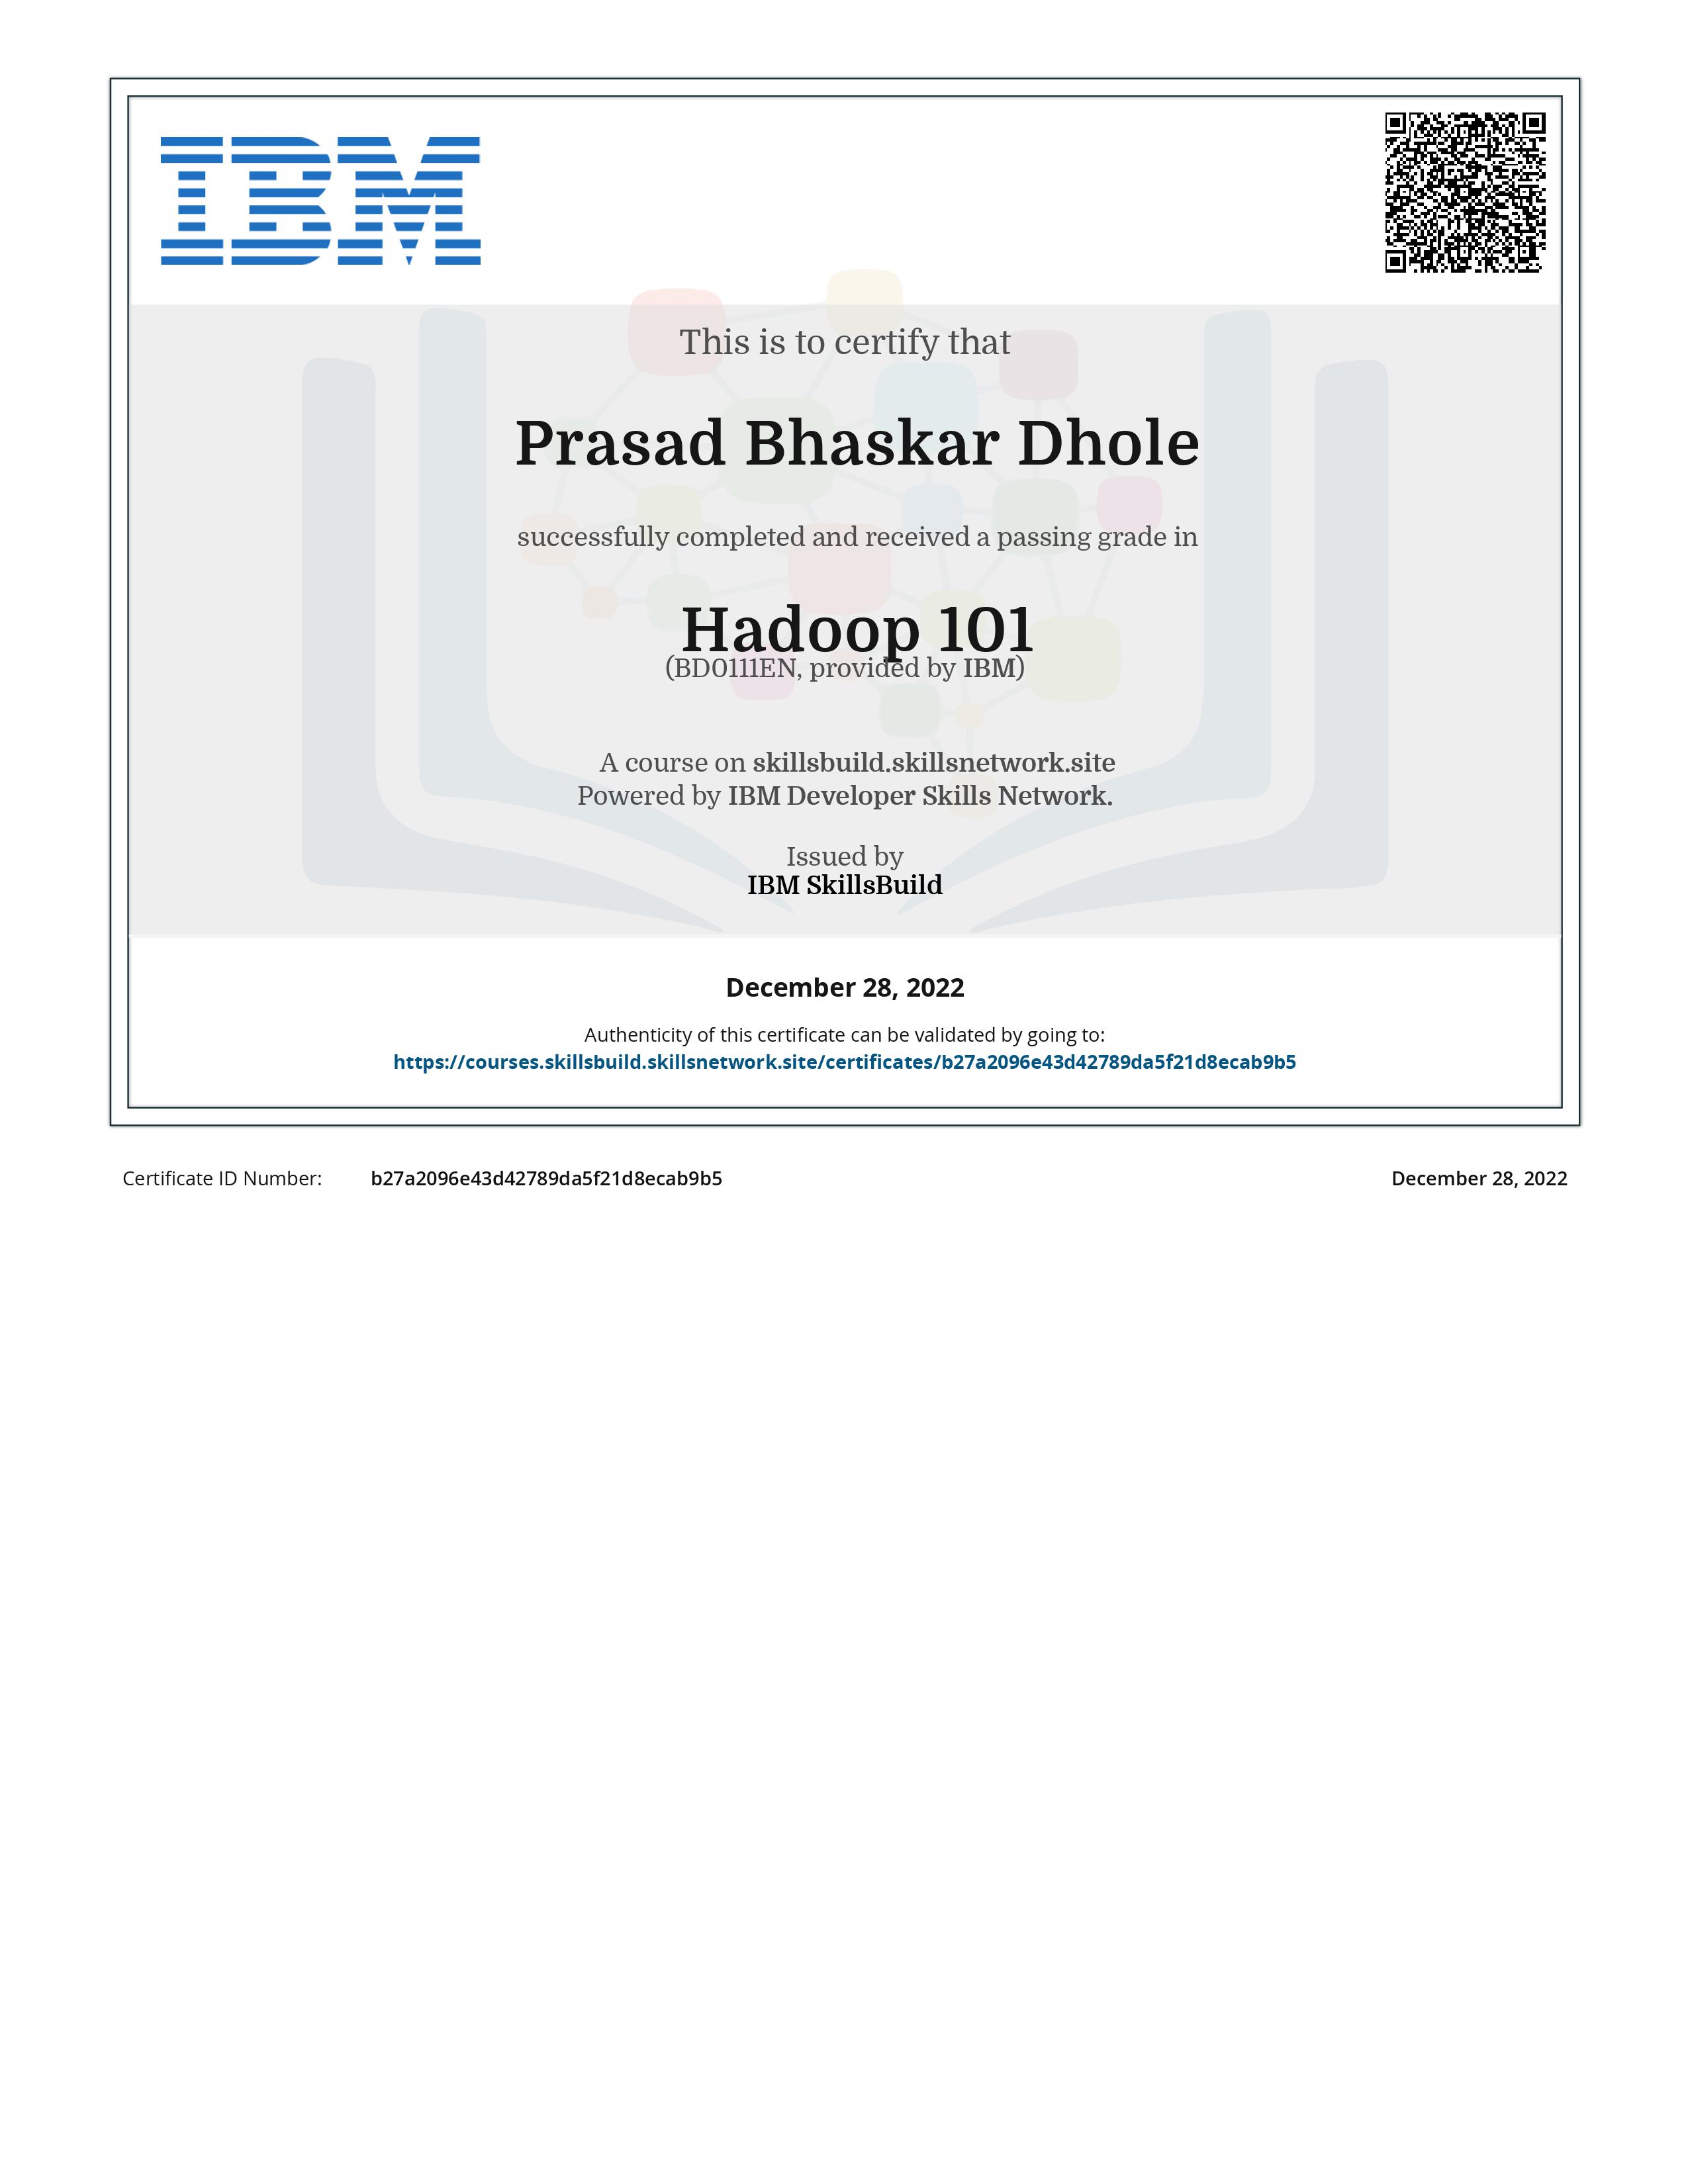 IBM
This is to certify that
Prasad Bhaskar Dhole
successfully completed and received a passing grade in
Hadoop 101
(BD0111EN, provided by IBM)
A course on skillsbuild.skillsnetwork.site
Powered by IBM Developer Skills Network.
Issued by
IBM SkillsBuild
December 28, 2022
Authenticity of this certificate can be validated by going to:
https://courses.skillsbuild.skillsnetwork.site/certificates/b27a2096e43d42789da5f21d8ecab9b5
Certificate ID Number: b27a2096e43d42789da5f21d8ecab9b5 December 28, 2022